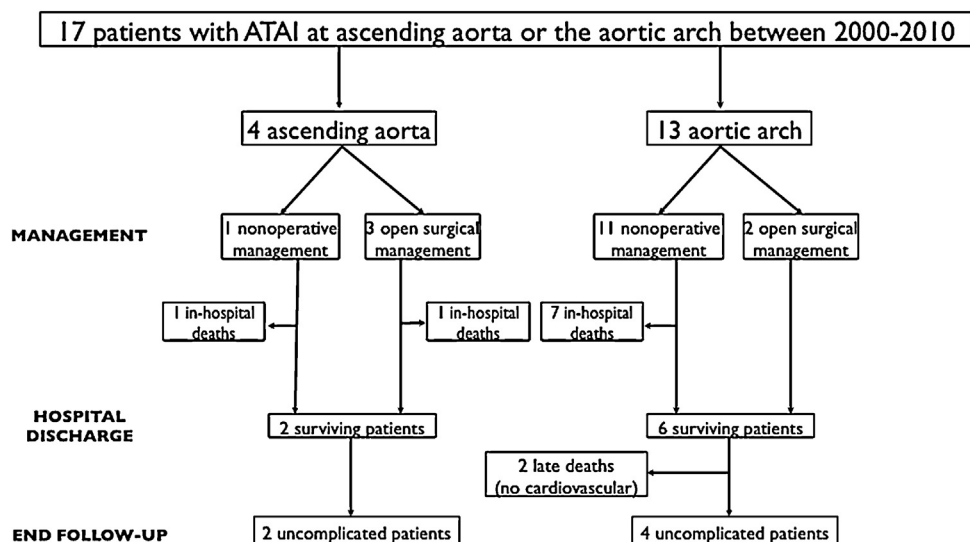 17 patients with ATAI at ascending aorta or the aortic arch between 2000-2010
4 ascending aorta
13 aortic arch
MANAGEMENT
1 nonoperative
management
3 open surgical
management
11 nonoperative
management
2 open surgical
management
1 in-hospital
deaths
1 in-hospital
deaths
7 in-hospital
deaths
HOSPITAL
DISCHARGE
2 surviving patients
6 surviving patients
2 late deaths
(no cardiovascular)
END FOLLOW-UP
2 uncomplicated patients
4 uncomplicated patients